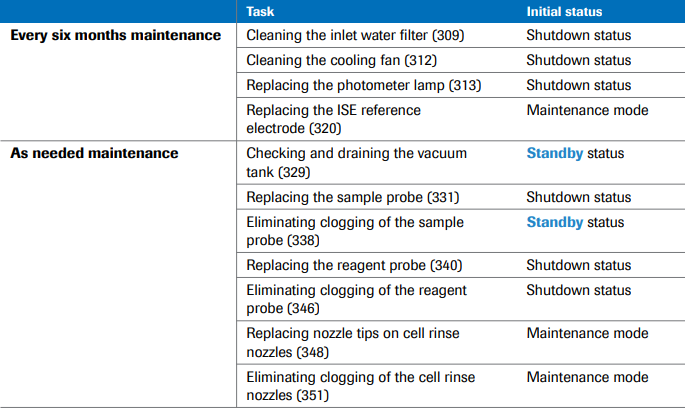 Task Initial status
Every six months maintenance Cleaning the inlet water filter (309) Shutdown status
Cleaning the cooling fan (312) Shutdown status
Replacing the photometer lamp (313) Shutdown status
Replacing the ISE reference Maintenance mode
electrode (320)
As needed maintenance Checking and draining the vacuum Standby status
tank (329)
Replacing the sample probe (331) Shutdown status
Eliminating clogging of the sample Standby status
probe (338)
Replacing the reagent probe (340) Shutdown status
Eliminating clogging of the reagent Shutdown status
probe (346)
Replacing nozzle tips on cell rinse Maintenance mode
nozzles (348)
Eliminating clogging of the cell rinse Maintenance mode
nozzles (351)